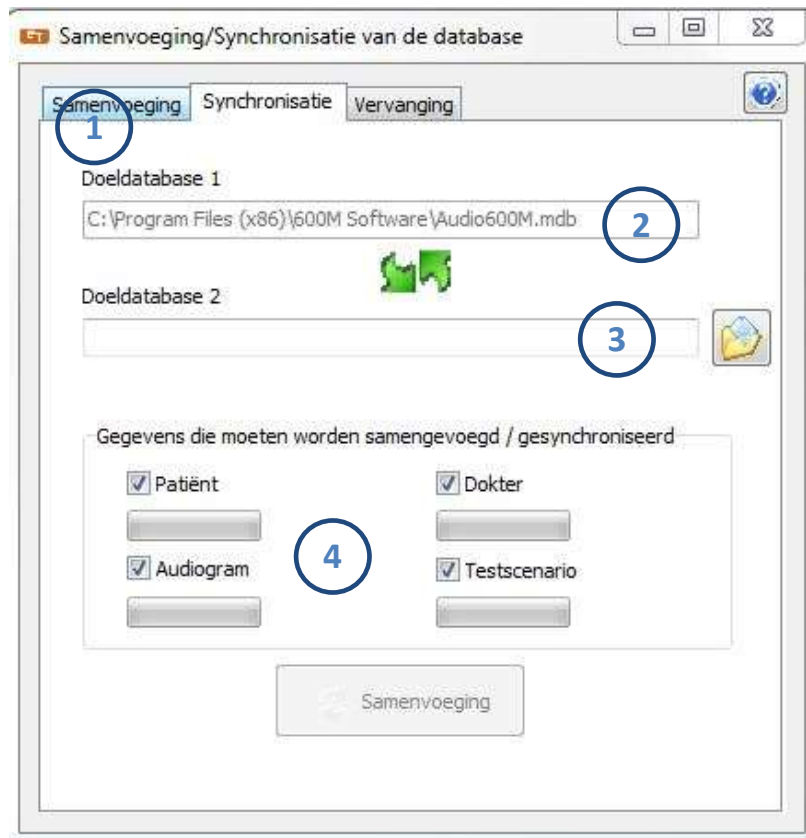 GT Samenvoeging/Synchronisatie van de database
Samenvoeging Synchronisatie Vervanging
1
Doeldatabase 1
C:\Program Files (x86)\600M Software\Audio600M.mdb
2
Doeldatabase 2
3
Gegevens die moeten worden samengevoegd / gesynchroniseerd
Patiënt Dokter
4
Audiogram Testscenario
Samenvoeging